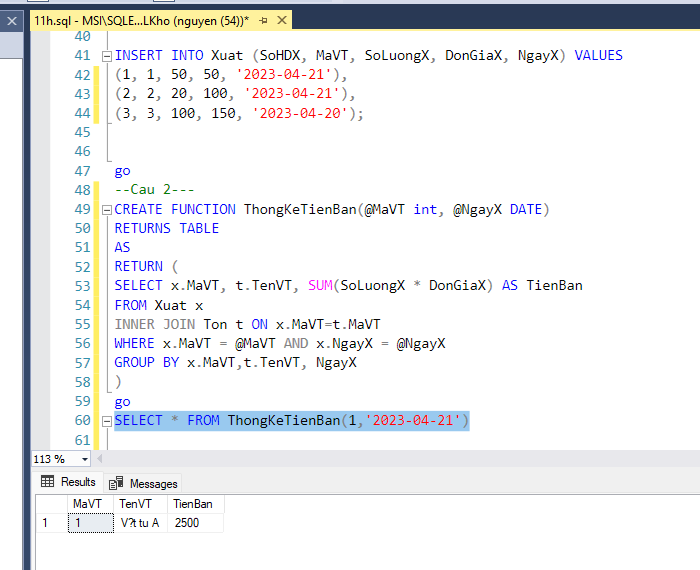 11h.sql - MSI\SQLE...LKho (nguyen (54))*
40
41 INSERT INTO Xuat (SoHDX, MaVT, SoLuongX, DonGiaX, NgayX) VALUES
42 (1, 1, 50, 50, '2023-04-21'),
43 (2, 2, 20, 100, '2023-04-21'),
44 (3, 3, 100, 150, '2023-04-20');
45
46
47 go
48 --Cau 2---
49 CREATE FUNCTION ThongKeTienBan(@MaVT int, @NgayX DATE)
50 RETURNS TABLE
51 AS
52 RETURN (
53 SELECT x.MaVT, t.TenVT, SUM(SoLuongX * DonGiaX) AS TienBan
54 FROM Xuat x
55 INNER JOIN Ton t ON x.MaVT=t.MaVT
56 WHERE x.MaVT = @MaVT AND x.NgayX = @NgayX
57 GROUP BY x.MaVT,t.TenVT, NgayX
58 )
59 go
60 SELECT * FROM ThongKeTienBan(1,'2023-04-21')
61
113 %
Results Messages
MaVT TenVT TienBan
1 1 V?t tu A 2500